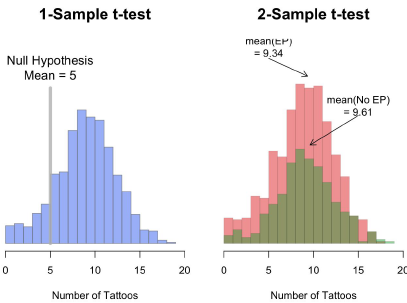 1-Sample t-test
Null Hypothesis
Mean = 5
0 5 10 15 20
Number of Tattoos
2-Sample t-test
mean(EP)
= 9.34
mean(No EP)
= 9.61
0 5 10 15 20
Number of Tattoos